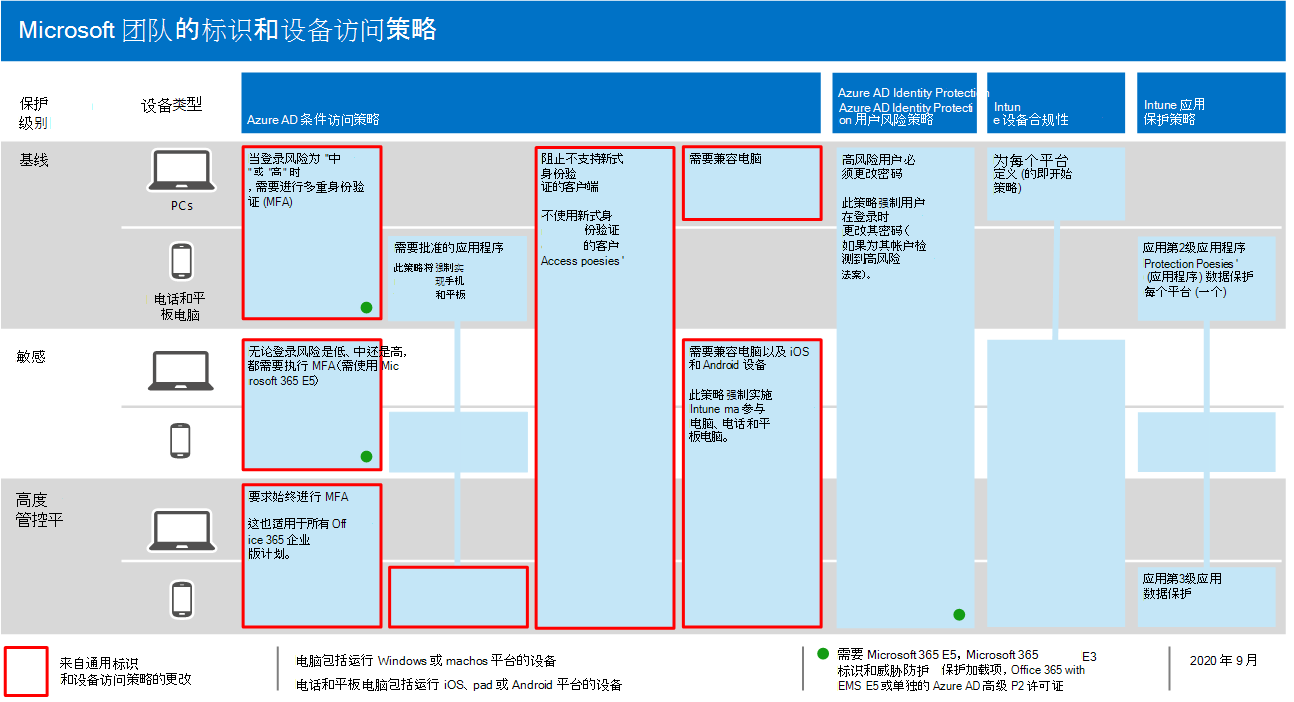 Microsoft 团队的标识和设备访问策略
保护
级别
设备类型
Azure AD 条件访问策略
Azure AD Identity Protection
Azure AD Identity Protecti
on 用户风险策略
Intun
e 设备合规性
Intune 应用
保护策略
基线
PCs
当登录风险为 "中
"或 "高" 时
, 需要进行多重身份验
证 (MFA)
阻止不支持新式
身份验
证的客户端
不使用新式身
份验证
的客户
Access poesies '
需要兼容电脑
高风险用户必
须更改密码
此策略强制用户
在登录时
更改其密码(
如果为其帐户检
测到高风险
法案)。
为每个平台
定义 (的即开始
策略)
电话和平
板电脑
需要批准的应用程序
此策略将强制实
现手机
和平板
应用第2级应用程序
Protection Poesies '
(应用程序) 数据保护
每个平台 (一个)
敏感
无论登录风险是低、中还是高,
都需要执行 MFA (需使用 Mic
rosoft 365 E5)
需要兼容电脑以及 iOS
和 Android 设备
此策略强制实施
Intune ma 参与
电脑、电话和平
板电脑。
高度
管控平
要求始终进行 MFA
这也适用于所有 Off
ice 365 企业
版计划。
应用第3级应用
数据保护
来自通用标识
和设备访问策略的更改
电脑包括运行 Windows 或 machos 平台的设备
电话和平板电脑包括运行 iOS、pad 或 Android 平台的设备
需要 Microsoft 365 E5，Microsoft 365 E3
标识和威胁防护 保护加载项, Office 365 with
EMS E5 或单独的 Azure AD 高级 P2 许可证
2020 年 9 月